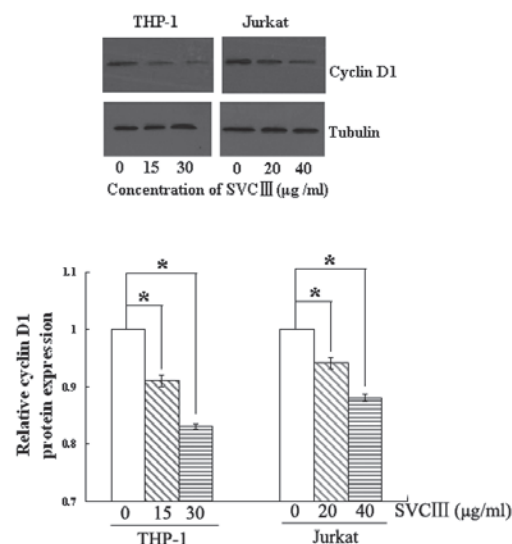 THP-1 Jurkat
Cyclin D1
Tubulin
0 15 30 0 20 40
Concentration of SVCⅢ (μg /ml)
Relative cyclin D1
protein expression
1.1
1
0.9
0.8
0.7
* * * *
0 15 30 0 20 40 SVCⅢ (μg/ml)
THP-1 Jurkat